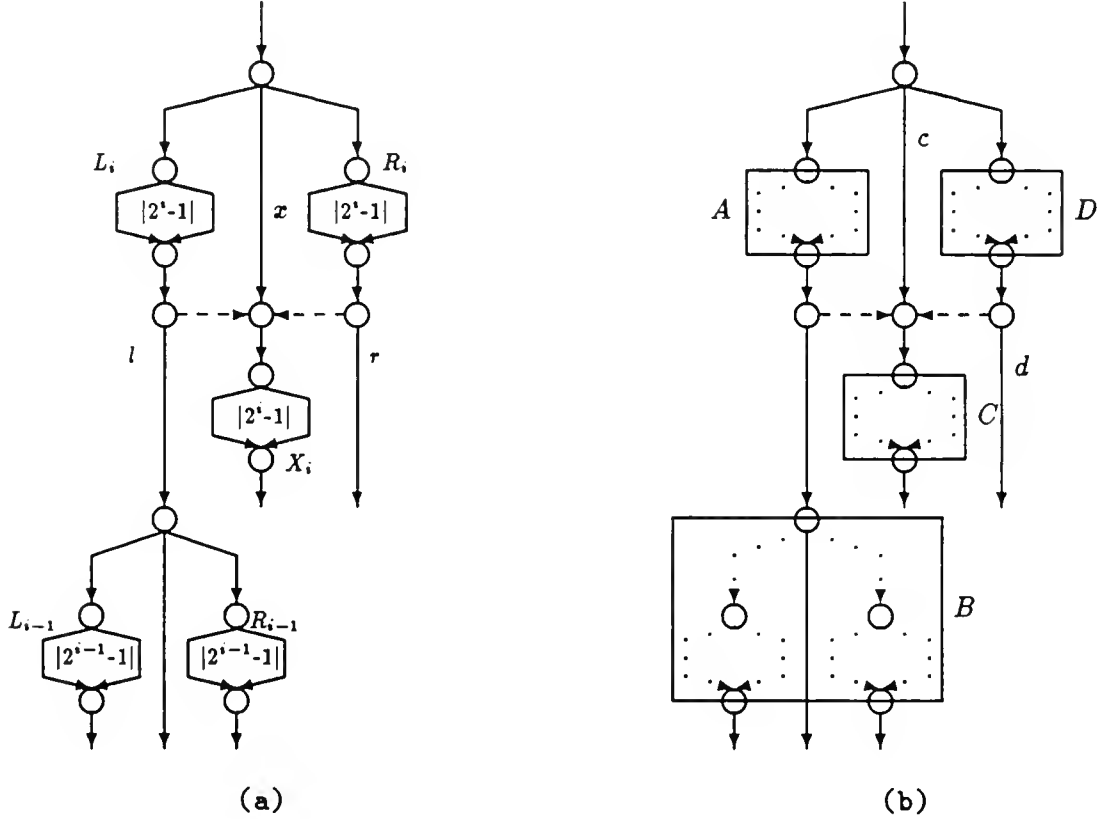 L_i
R_i
|2^i-1|
x
|2^i-1|
l
r
|2^i-1|
X_i
L_{i-1}
R_{i-1}
|2^{i-1}-1|
|2^{i-1}-1|
(a)
c
A
D
d
C
B
(b)